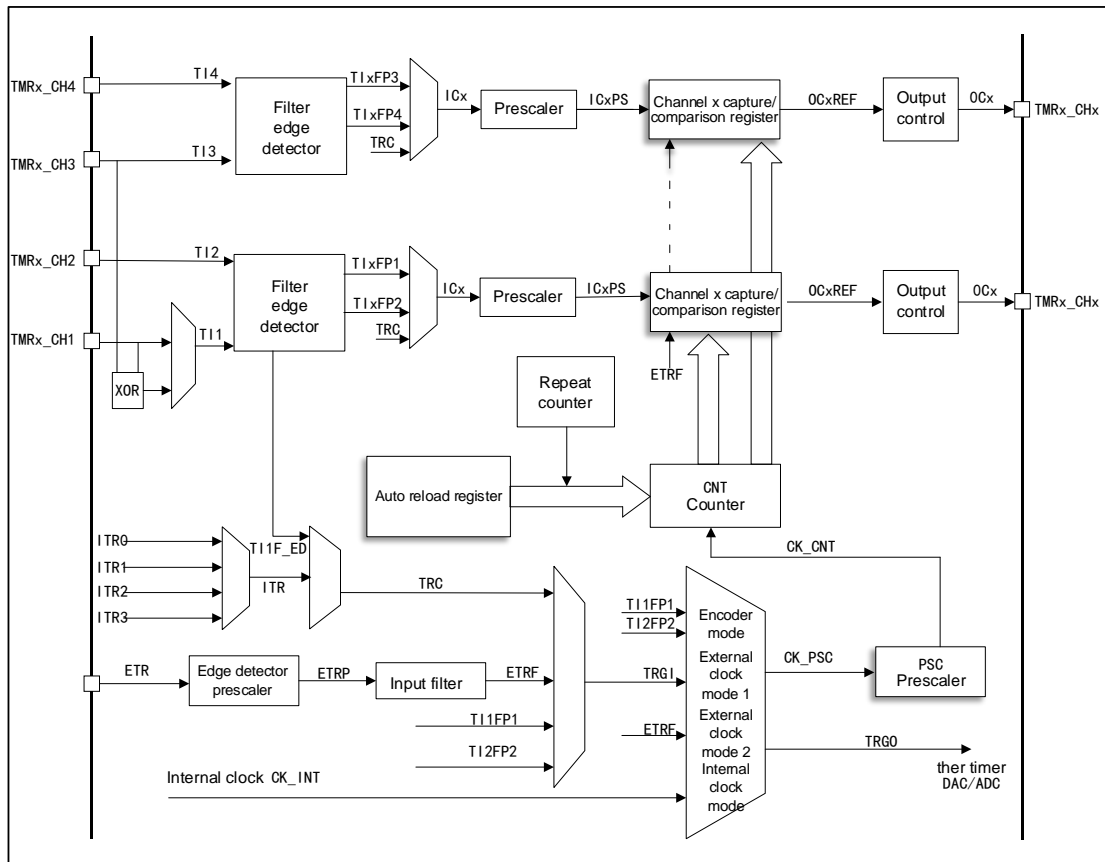 TMRx_CH4
TI4
TIxFP3
TIxFP4
TRC
Filter
edge
detector
ICx
Prescaler
ICxPS
Channel x capture/
comparison register
OCxREF
Output
control
OCx
TMRx_CHx
TMRx_CH3
TI3
TMRx_CH2
TI2
TIxFP1
TIxFP2
TRC
Filter
edge
detector
ICx
Prescaler
ICxPS
Channel x capture/
comparison register
OCxREF
Output
control
OCx
TMRx_CHx
TMRx_CH1
TI1
XOR
ETRF
Repeat
counter
Auto reload register
CNT
Counter
CK_CNT
ITR0
ITR1
ITR2
ITR3
ITR
TI1F_ED
TRC
ETR
Edge detector
prescaler
ETRP
Input filter
ETRF
TI1FP1
TI2FP2
TRGI
TI1FP1
TI2FP2
ETRF
Encoder
mode
External
clock
mode 1
External
clock
mode 2
Internal
clock
mode
CK_PSC
PSC
Prescaler
TRGO
ther timer
DAC/ADC
Internal clock CK_INT